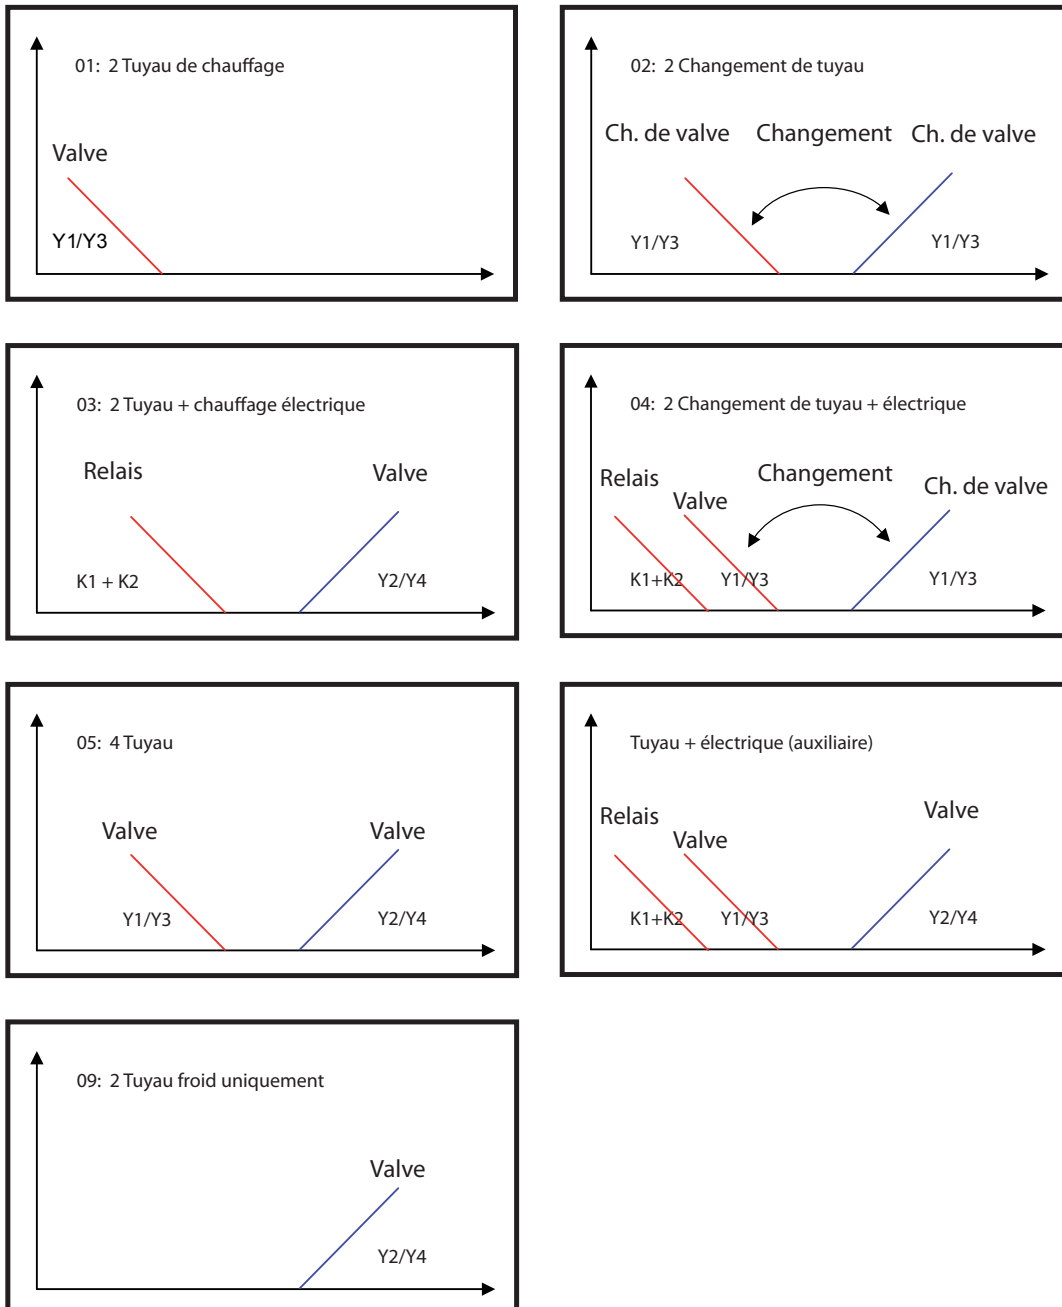 01: 2 Tuyau de chauffage
Valve
Y1/Y3
02: 2 Changement de tuyau
Ch. de valve Changement Ch. de valve
Y1/Y3 Y1/Y3
03: 2 Tuyau + chauffage électrique
Relais Valve
K1 + K2 Y2/Y4
04: 2 Changement de tuyau + électrique
Relais Valve Changement Ch. de valve
K1+K2 Y1/Y3 Y1/Y3
05: 4 Tuyau
Valve Valve
Y1/Y3 Y2/Y4
Tuyau + électrique (auxiliaire)
Relais Valve Valve
K1+K2 Y1/Y3 Y2/Y4
09: 2 Tuyau froid uniquement
Valve
Y2/Y4